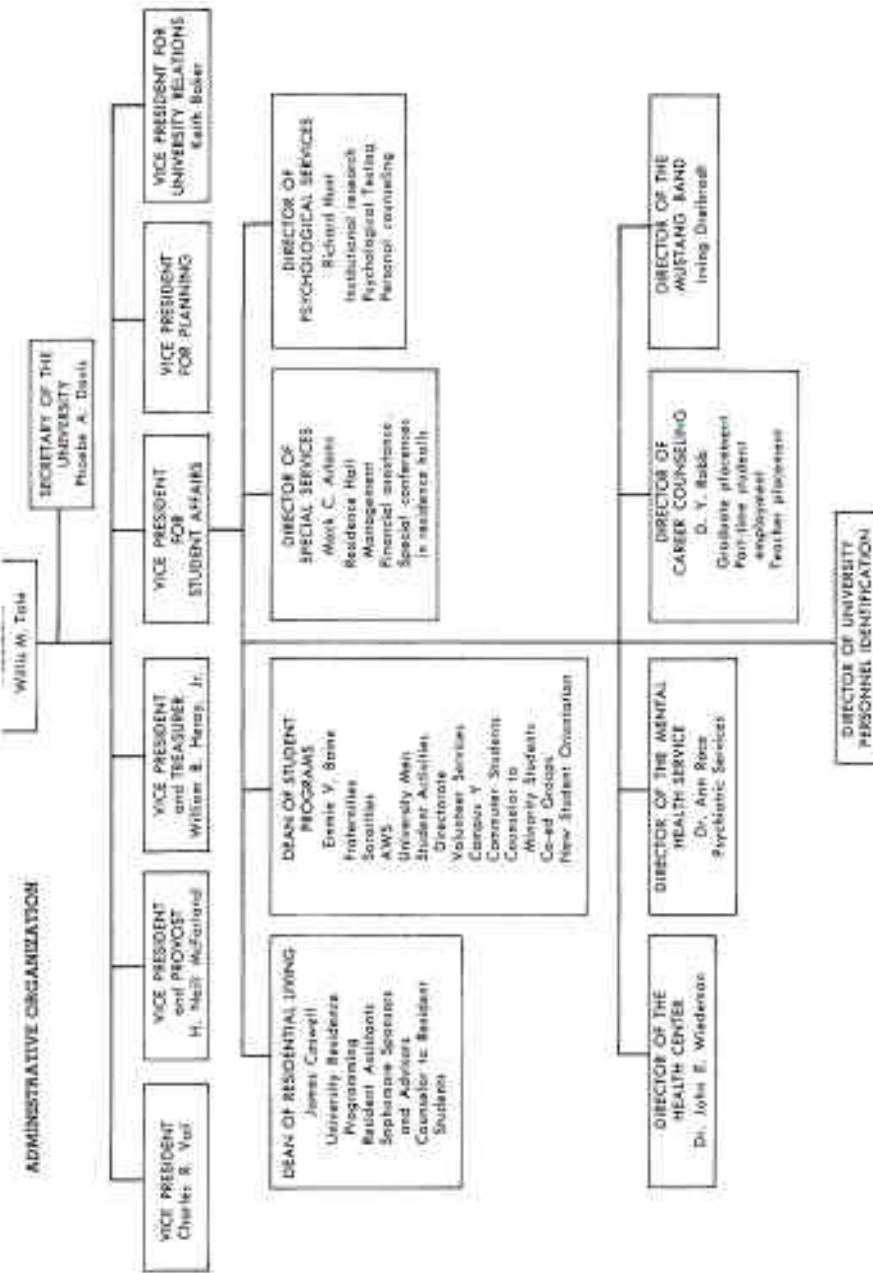 ADMINISTRATIVE ORGANIZATION
Willis M. Tate
SECRETARY OF THE
UNIVERSITY
Phoebe A. Davis
VICE PRESIDENT
Charles R. Vail
VICE PRESIDENT
and PROVOST
H. Neill McFarland
VICE PRESIDENT
and TREASURER
William B. Heroy, Jr.
VICE PRESIDENT
FOR
STUDENT AFFAIRS
VICE PRESIDENT
FOR PLANNING
VICE PRESIDENT FOR
UNIVERSITY RELATIONS
Keith Baker
DEAN OF RESIDENTIAL LIVING
James Caswell
University Residence
Programming
Resident Assistants
Sophomore Sponsors
and Advisors
Counselor to Resident
Students
DEAN OF STUDENT
PROGRAMS
Emmie V. Baine
Fraternities
Sororities
AWS
University Men
Student Activities
Directorate
Volunteer Services
Campus Y
Commuter Students
Counselor to
Minority Students
Co-ed Groups
New Student Orientation
DIRECTOR OF
SPECIAL SERVICES
Mark C. Adams
Residence Hall
Management
Financial assistance
Special conferences
in residence halls
DIRECTOR OF
PSYCHOLOGICAL SERVICES
Richard Hunt
Institutional research
Psychological Testing
Personal counseling
DIRECTOR OF THE
HEALTH CENTER
Dr. John E.
DIRECTOR OF THE MENTAL
HEALTH SERVICE
Dr. Ann Race
Psychiatric Services
DIRECTOR OF
CAREER COUNSELING
D. Y. Robb
Graduate placement
Part-time student
employment
Teacher placement
DIRECTOR OF THE
MUSTANG BAND
Irving
DIRECTOR OF UNIVERSITY
PERSONNEL IDENTIFICATION